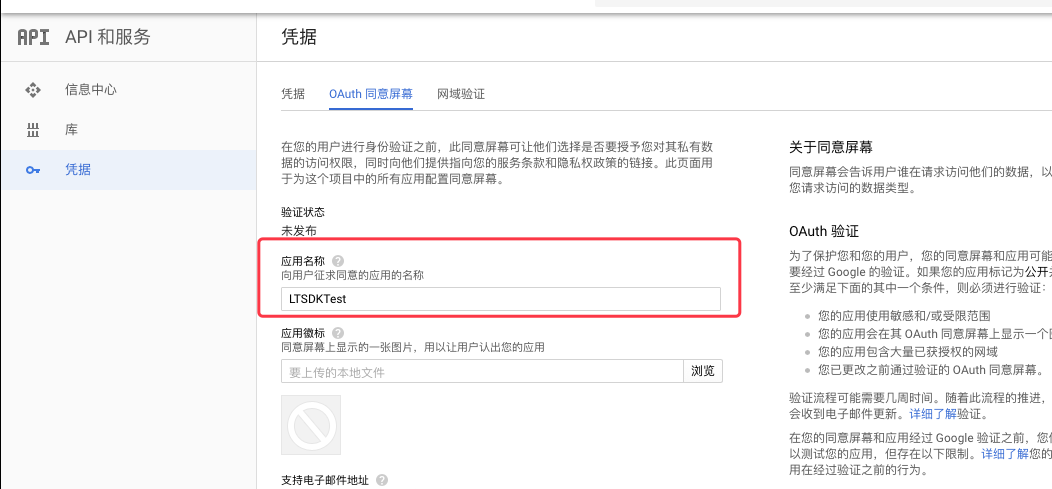 API API 和服务
凭据
信息中心
库
凭据
凭据 OAuth 同意屏幕 网域验证
在您的用户进行身份验证之前，此同意屏幕可让他们选择是否要授予您对其私有数
据的访问权限，同时向他们提供指向您的服务条款和隐私权政策的链接。此页面用
于为这个项目中的所有应用配置同意屏幕。
验证状态
未发布
应用名称 ?
向用户征求同意的应用的名称
LTSDKTest
应用徽标 ?
同意屏幕上显示的一张图片，用以让用户认出您的应用
要上传的本地文件 浏览
支持电子邮件地址 ?
关于同意屏幕
同意屏幕会告诉用户谁在请求访问他们的数据，以
您请求访问的数据类型。
OAuth 验证
为了保护您和您的用户，您的同意屏幕和应用可能
要经过 Google 的验证。如果您的应用标记为公开
至少满足下面的其中一个条件，则必须进行验证：
您的应用使用敏感和/或受限范围
您的应用会在其 OAuth 同意屏幕上显示一个
您的应用包含大量已获授权的网域
您已更改之前通过验证的 OAuth 同意屏幕。
验证流程可能需要几周时间。随着此流程的推进，
会收到电子邮件更新。详细了解验证。
在您的同意屏幕和应用经过 Google 验证之前，您
以测试您的应用，但存在以下限制。详细了解您的
用在经过验证之前的行为。